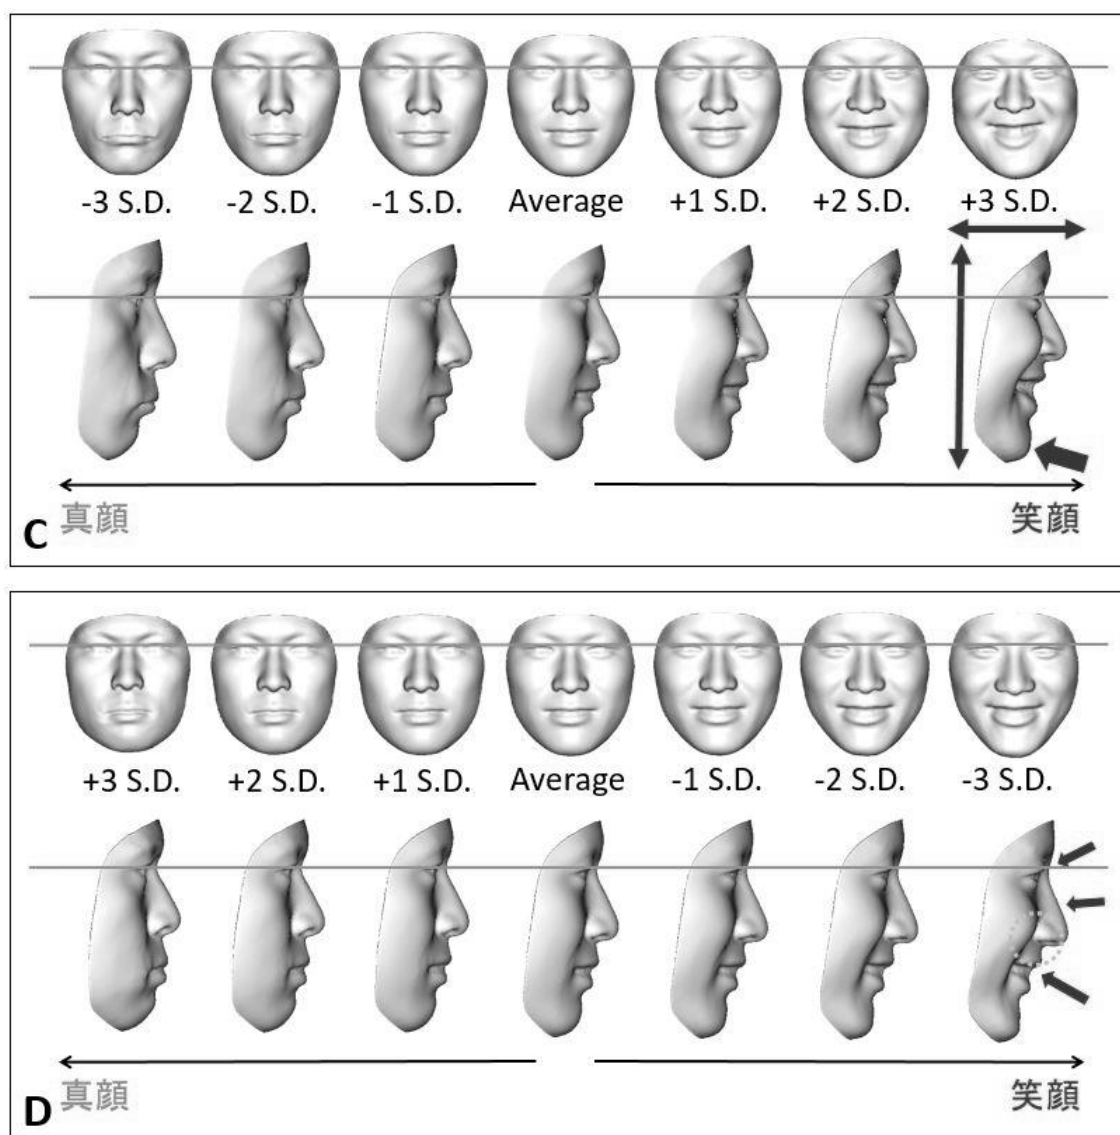 -3 S.D. -2 S.D. -1 S.D. Average +1 S.D. +2 S.D. +3 S.D.
C 真顔 笑顔
+3 S.D. +2 S.D. +1 S.D. Average -1 S.D. -2 S.D. -3 S.D.
D 真顔 笑顔